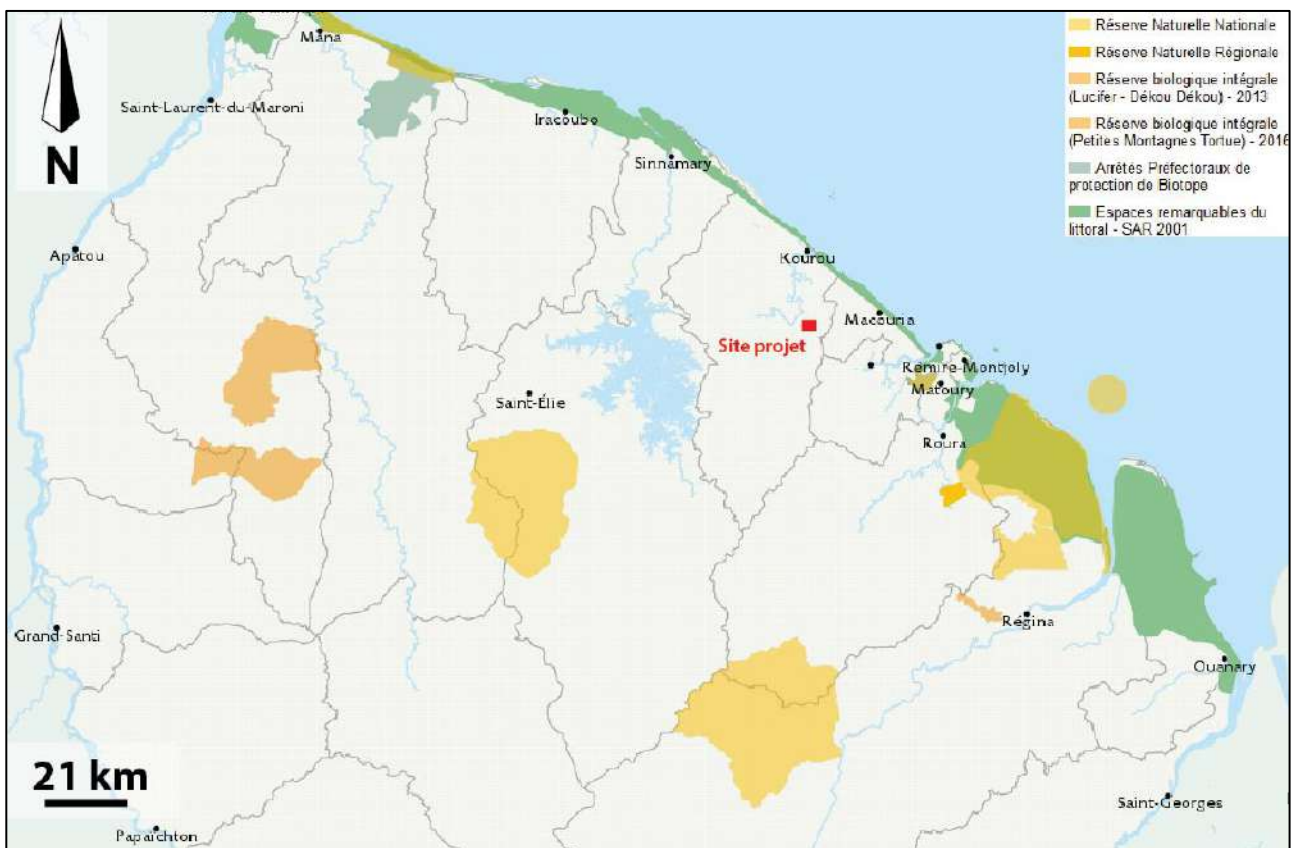 Réserve Naturelle Nationale
Réserve Naturelle Régionale
Réserve biologique intégrale
(Lucifer - Dékou Dékou) - 2013
Réserve biologique intégrale
(Petites Montagnes Tortue) - 2016
Arrêtés Préfectoraux de
protection de Biotope
Espaces remarquables du
littoral - SAR 2001
N
Mana
Saint-Laurent-du-Maroni
Iracoubo
Sinnamary
Apatou
Kourou
Macouria
Site projet
Rémire-Montjoly
Matoury
Saint-Élie
Roura
Régina
Grand-Santi
Ouanary
21 km
Saint-Georges
Papaïchton